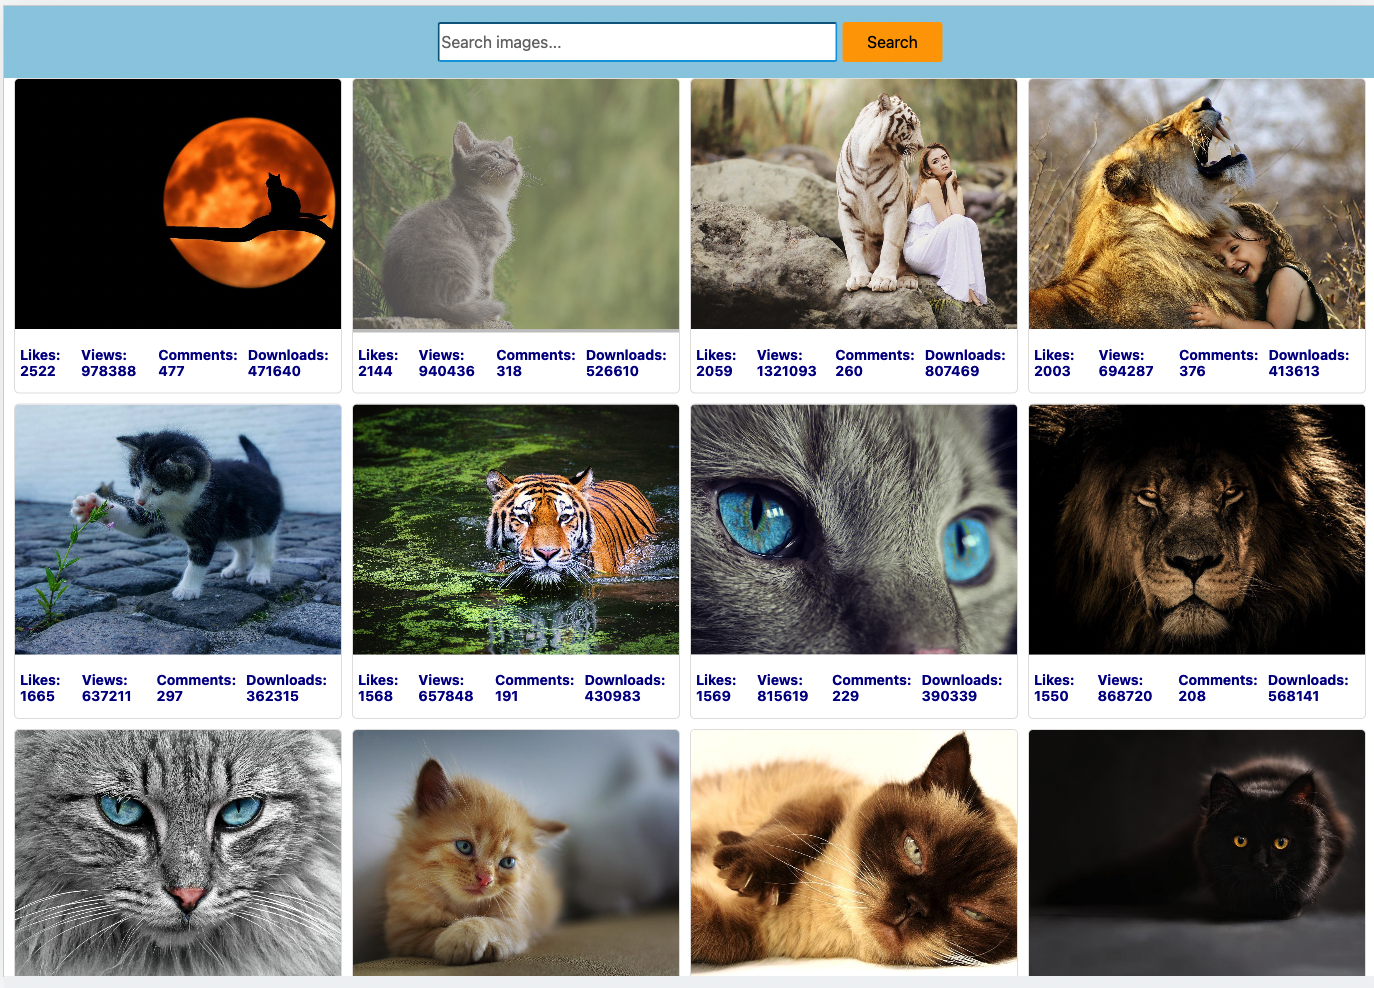 Search images...
Search
Likes: Views: Comments: Downloads:
2522 978388 477 471640
Likes: Views: Comments: Downloads:
2144 940436 318 526610
Likes: Views: Comments: Downloads:
2059 1321093 260 807469
Likes: Views: Comments: Downloads:
2003 694287 376 413613
Likes: Views: Comments: Downloads:
1665 637211 297 362315
Likes: Views: Comments: Downloads:
1568 657848 191 430983
Likes: Views: Comments: Downloads:
1569 815619 229 390339
Likes: Views: Comments: Downloads:
1550 868720 208 568141